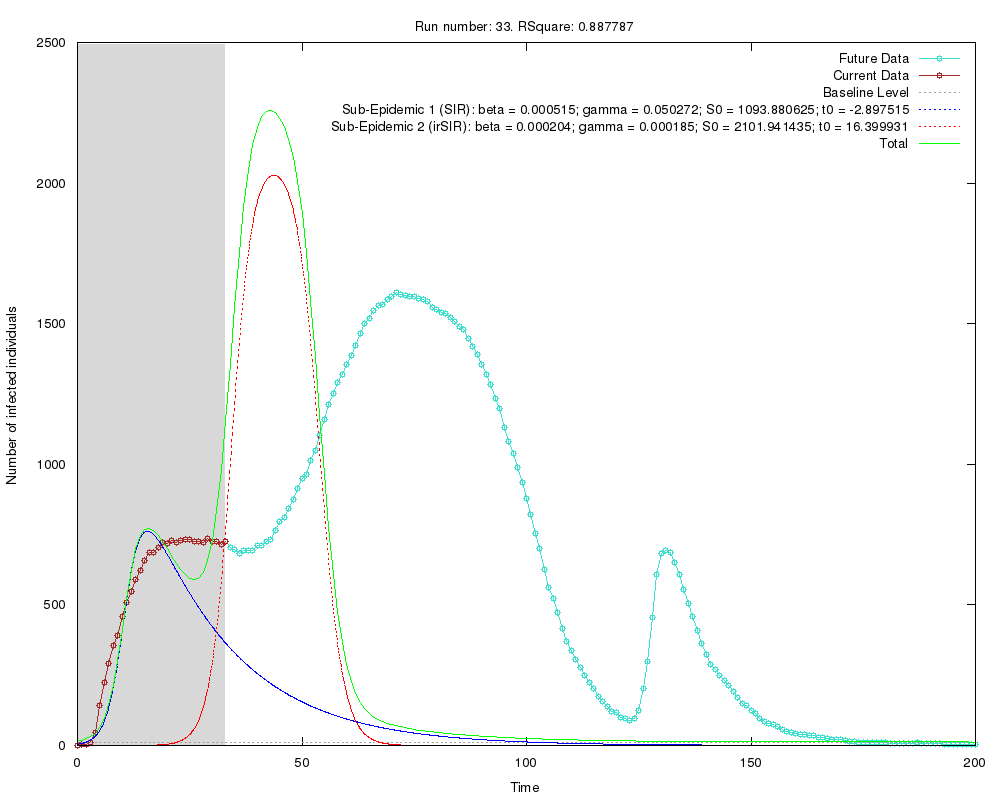 Run number: 33. RSquare: 0.887787
2500
2000
1500
1000
500
0
Number of infected individuals
Future Data
Current Data
Baseline Level
Sub-Epidemic 1 (SIR): beta = 0.000515; gamma = 0.050272; S0 = 1093.880625; t0 = -2.897515
Sub-Epidemic 2 (irSIR): beta = 0.000204; gamma = 0.000185; S0 = 2101.941435; t0 = 16.399931
Total
0 50 100 150 200
Time